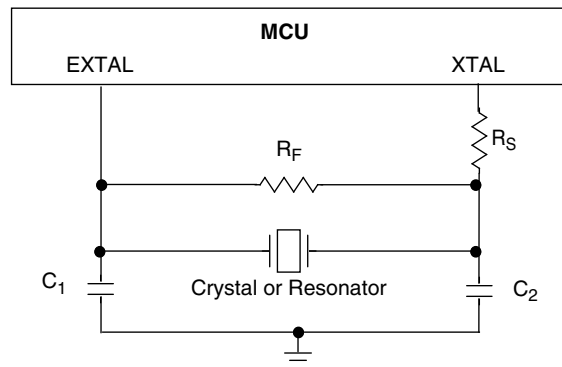 MCU
EXTAL XTAL
R_S
R_F
C_1 Crystal or Resonator C_2